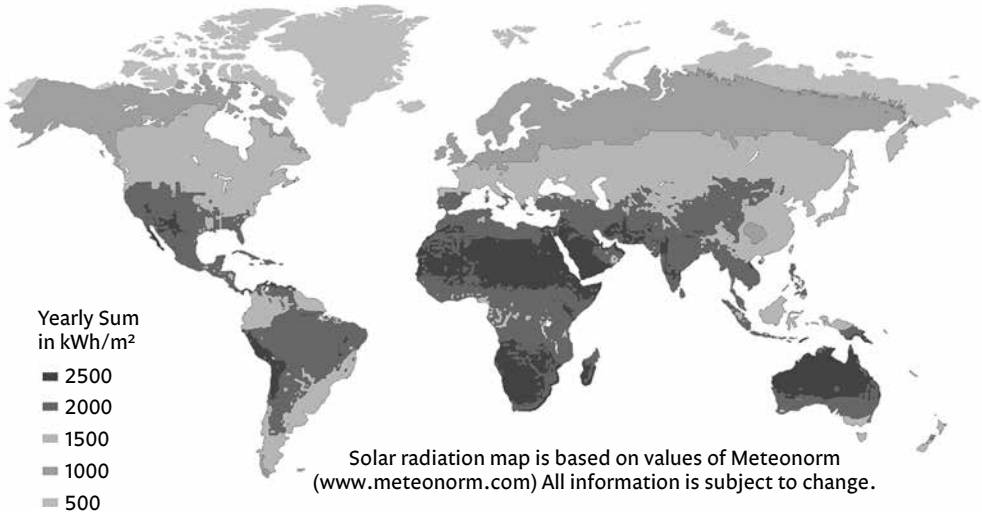 Yearly Sum
in kWh/m²
2500
2000
1500
1000
500
Solar radiation map is based on values of Meteonorm
(www.meteonorm.com) All information is subject to change.